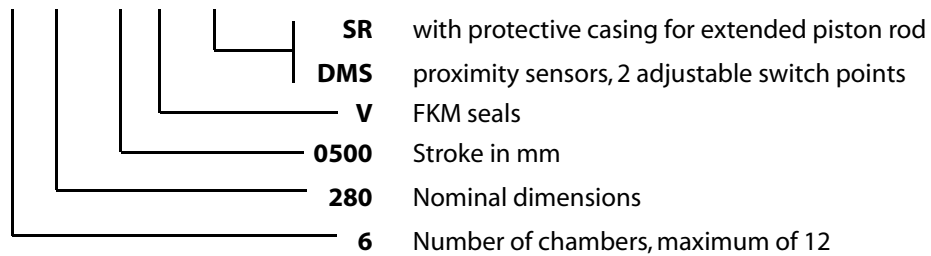 SR with protective casing for extended piston rod
DMS proximity sensors, 2 adjustable switch points
V FKM seals
0500 Stroke in mm
280 Nominal dimensions
6 Number of chambers, maximum of 12